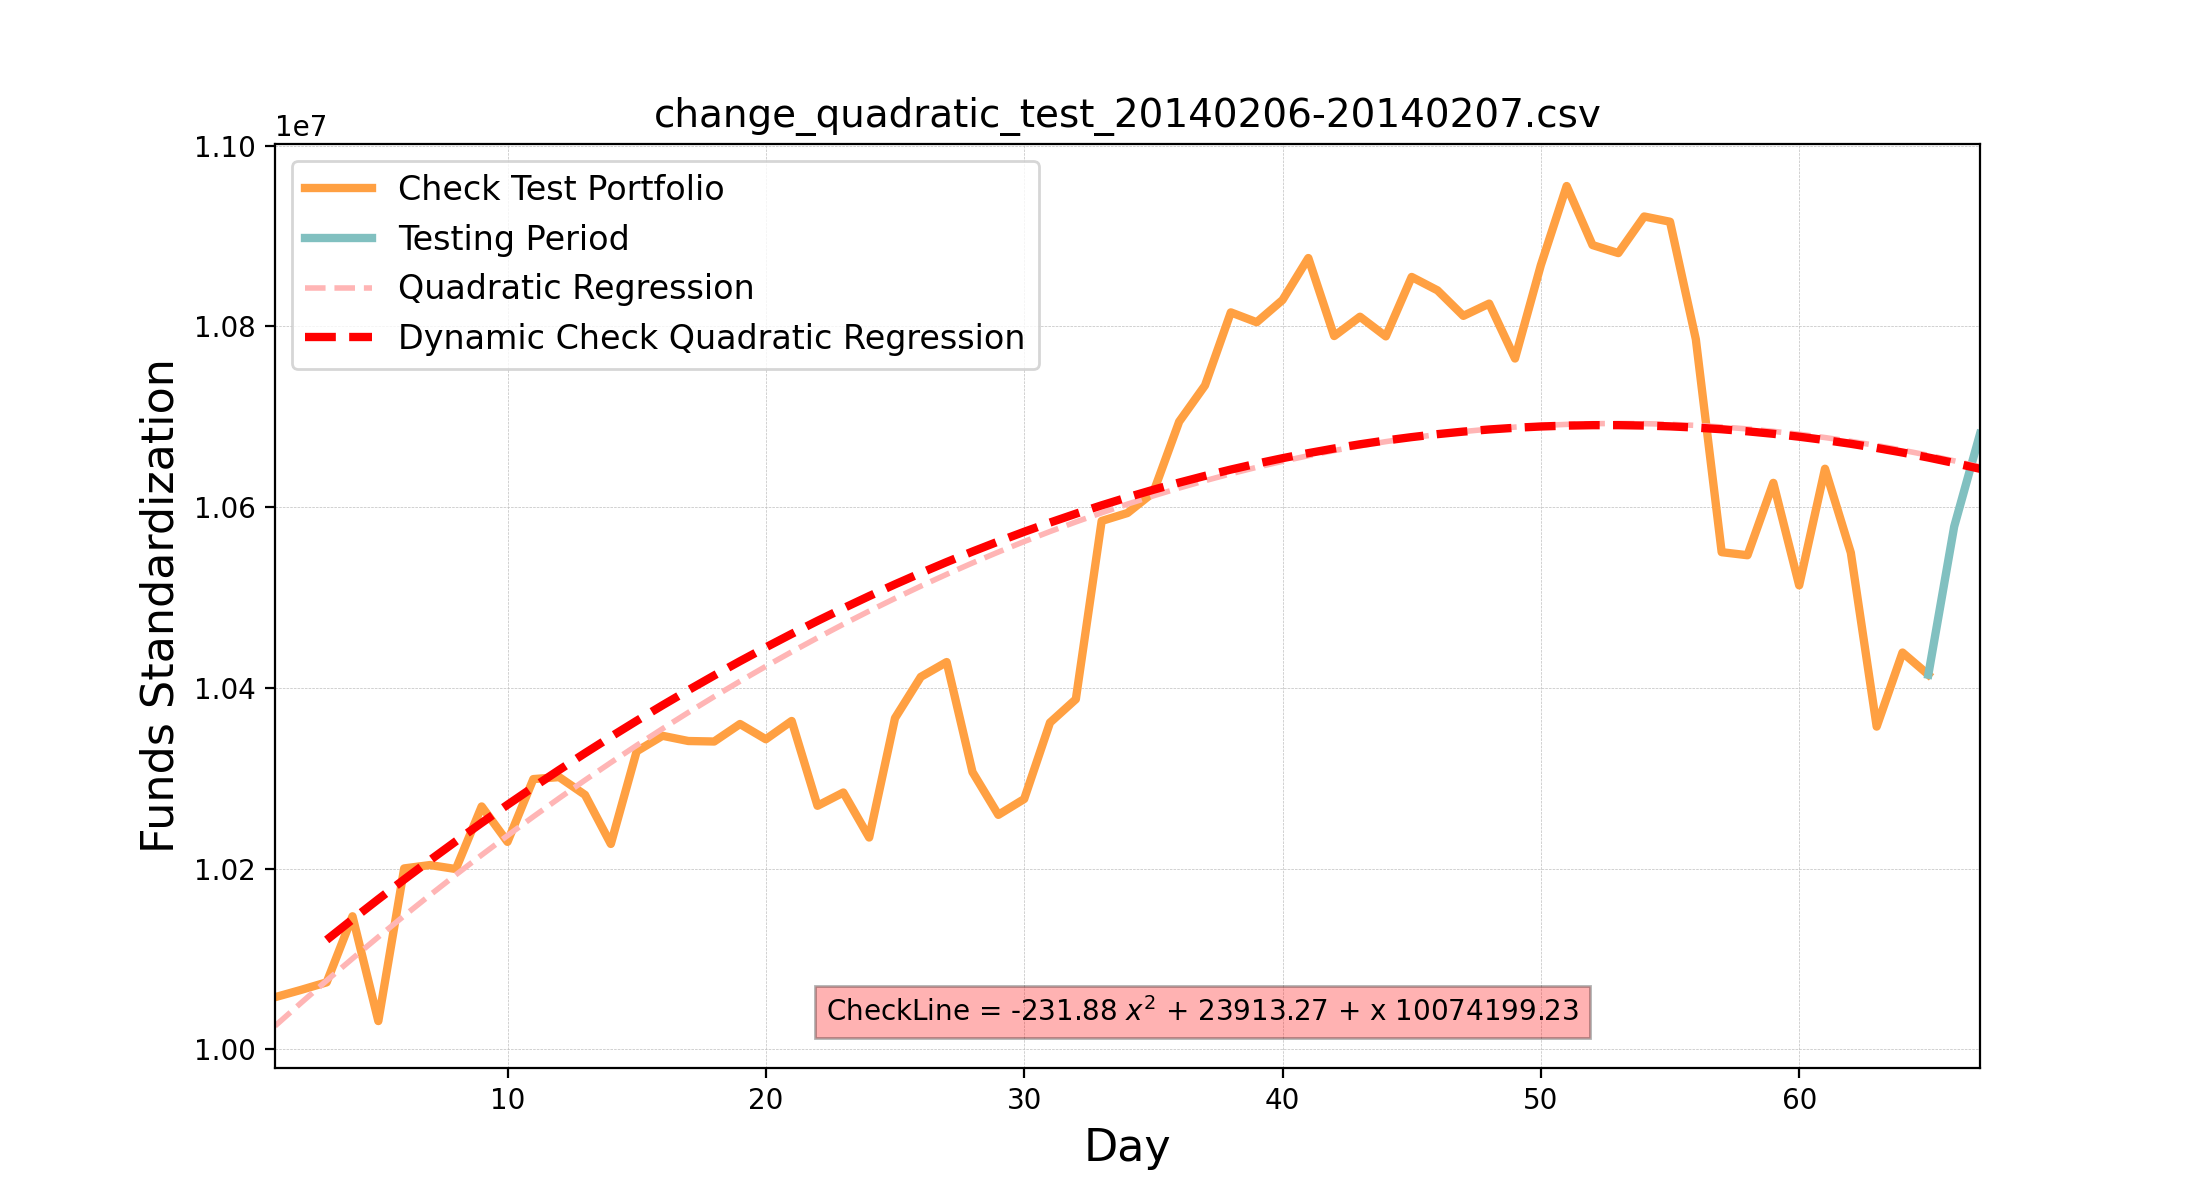 change_quadratic_test_20140206-20140207.csv
1e7
1.10
1.08
1.06
1.04
1.02
1.00
Funds Standardization
Check Test Portfolio
Testing Period
Quadratic Regression
Dynamic Check Quadratic Regression
CheckLine = -231.88 x² + 23913.27 + x 10074199.23
10 20 30 40 50 60
Day